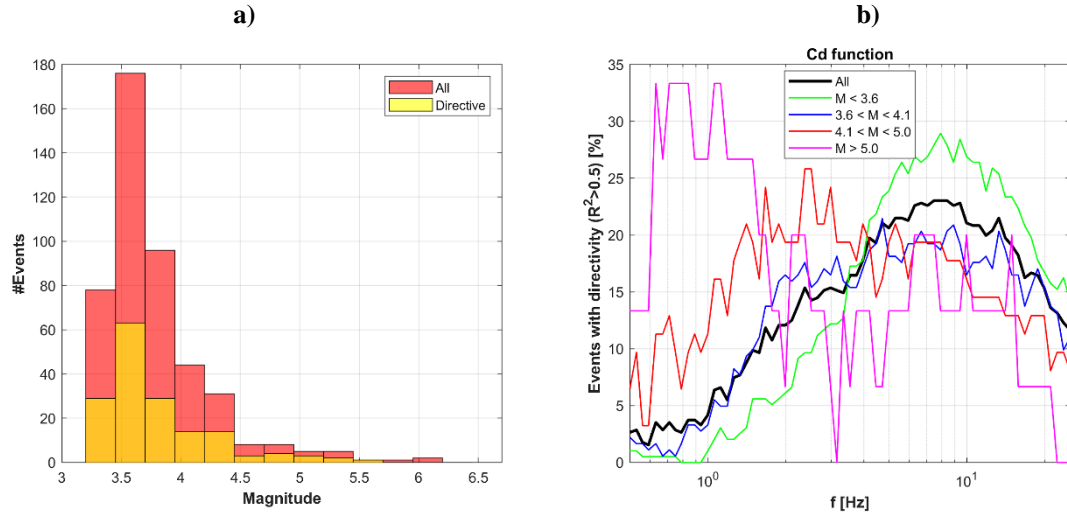 a)
#Events
180
160
140
120
100
80
60
40
20
0
All
Directive
3
3.5
4
4.5
5
5.5
6
6.5
Magnitude
b)
Cd function
Events with directivity (R²>0.5) [%]
35
30
25
20
15
10
5
0
All
M < 3.6
3.6 < M < 4.1
4.1 < M < 5.0
M > 5.0
10⁰
10¹
f [Hz]